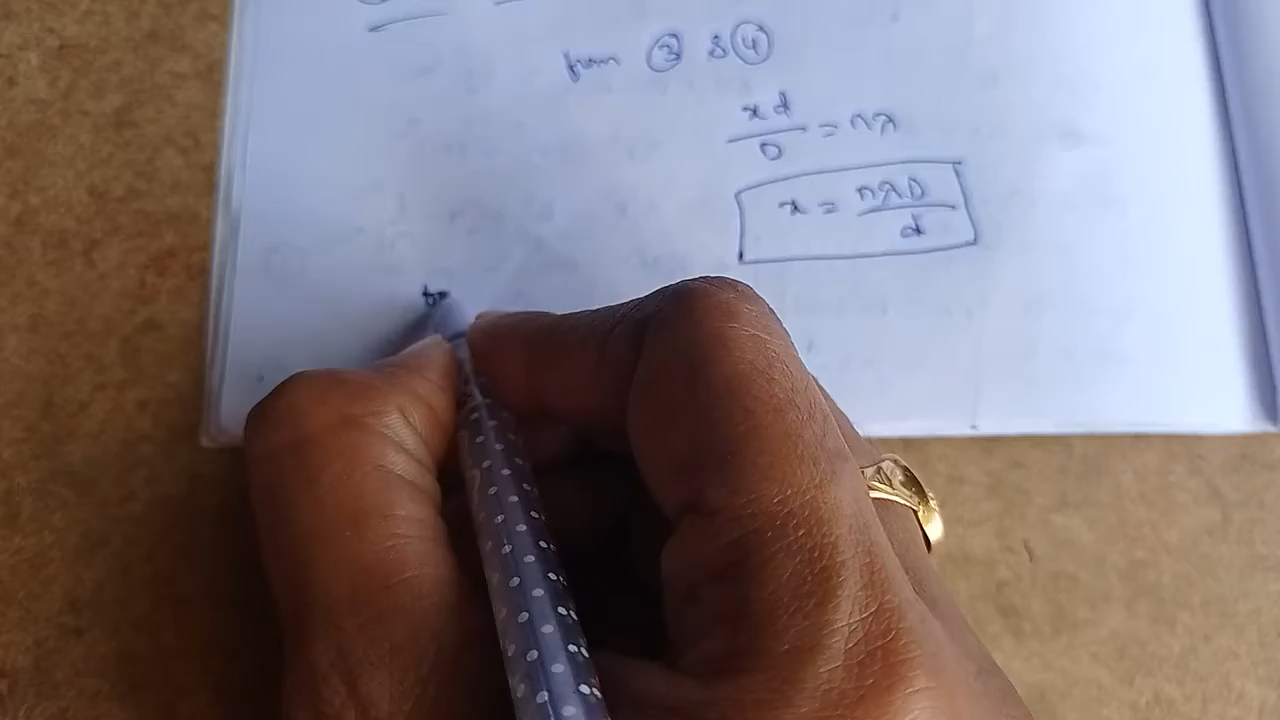 from ③ & ④
xd/D = nλ
x = nλD/d